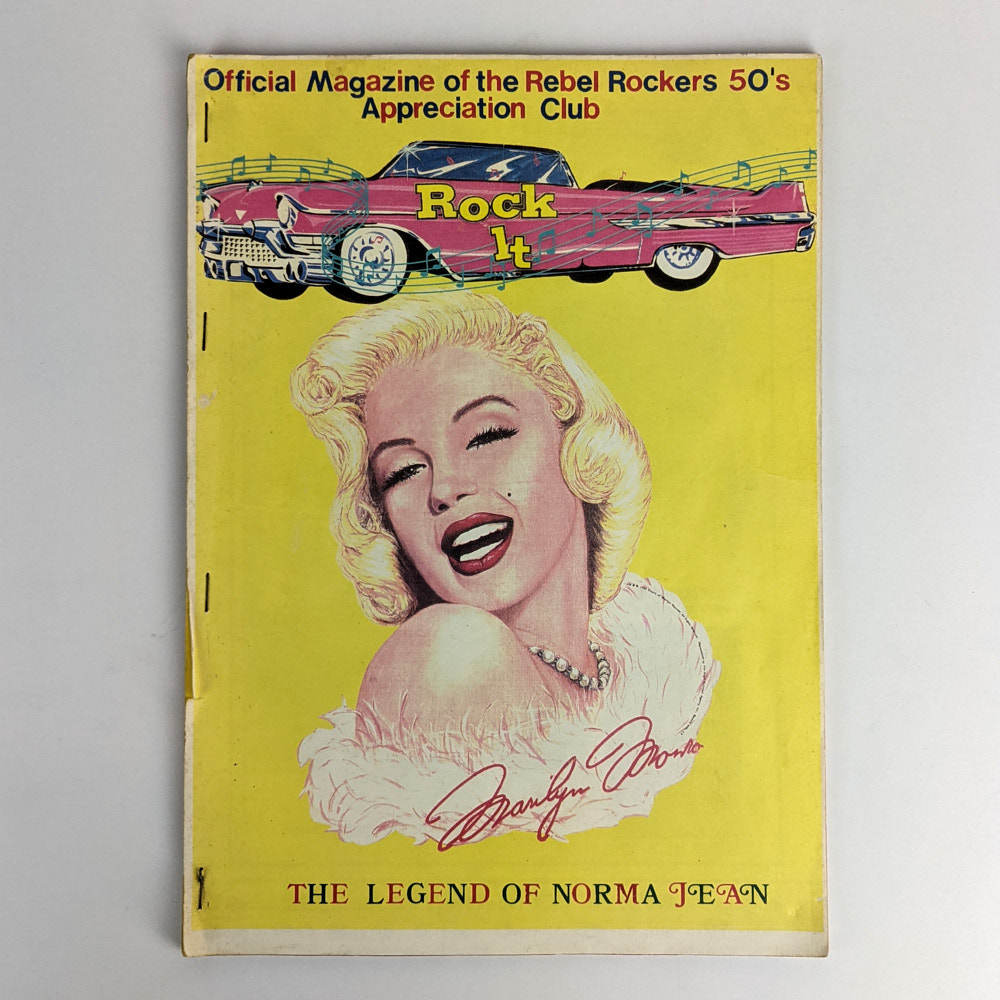 Official Magazine of the Rebel Rockers 50's
Appreciation Club
Rock
It
Marilyn Monroe
THE LEGEND OF NORMA JEAN